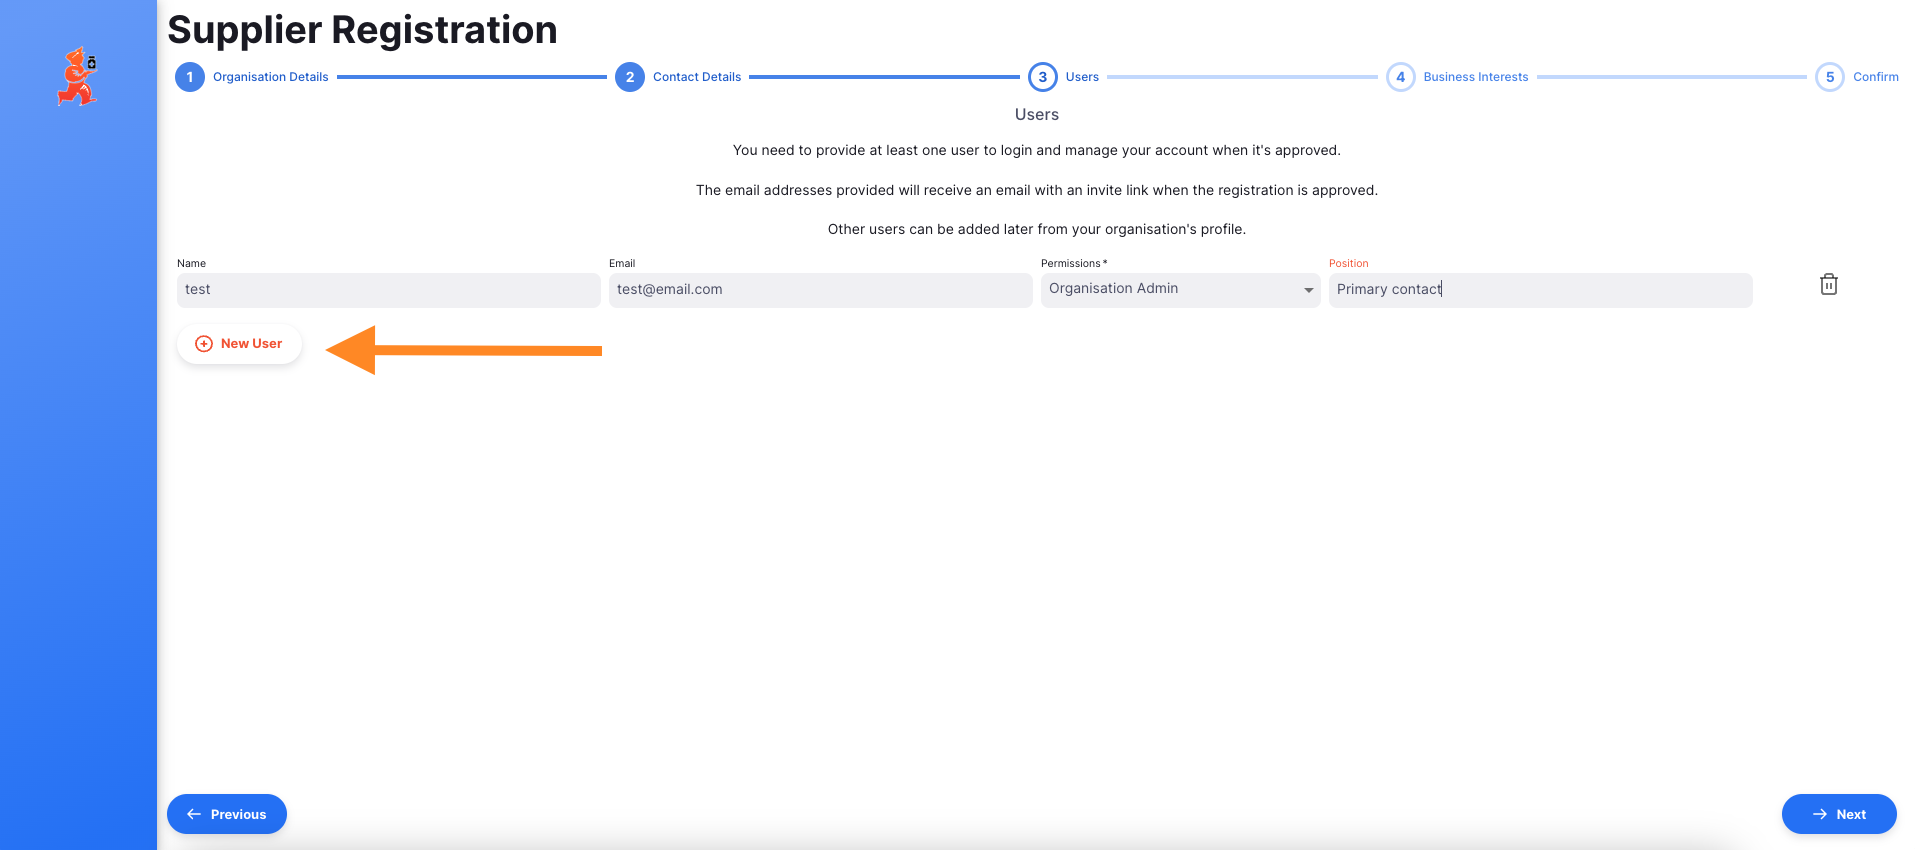 Supplier Registration
1 Organisation Details 2 Contact Details 3 Users 4 Business Interests 5 Confirm
Users
You need to provide at least one user to login and manage your account when it's approved.
The email addresses provided will receive an email with an invite link when the registration is approved.
Other users can be added later from your organisation's profile.
Name Email Permissions * Position
test test@email.com Organisation Admin Primary contact
New User
Previous Next